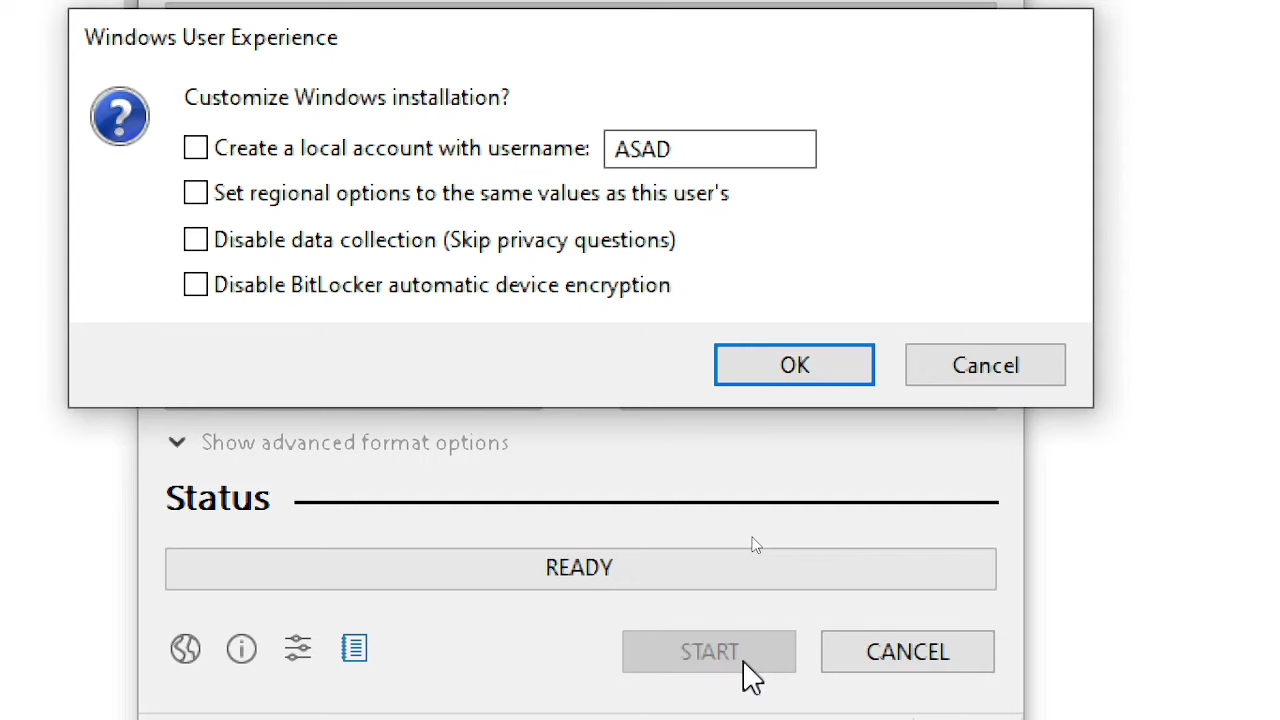 Windows User Experience
Customize Windows installation?
Create a local account with username: ASAD
Set regional options to the same values as this user's
Disable data collection (Skip privacy questions)
Disable BitLocker automatic device encryption
OK Cancel
Show advanced format options
Status
READY
START CANCEL